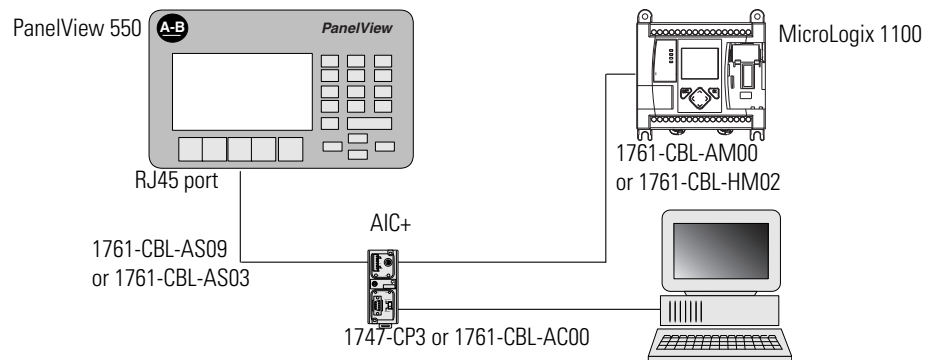 PanelView 550
A-B
PanelView
MicroLogix 1100
RJ45 port
1761-CBL-AM00
or 1761-CBL-HM02
AIC+
1761-CBL-AS09
or 1761-CBL-AS03
1747-CP3 or 1761-CBL-AC00